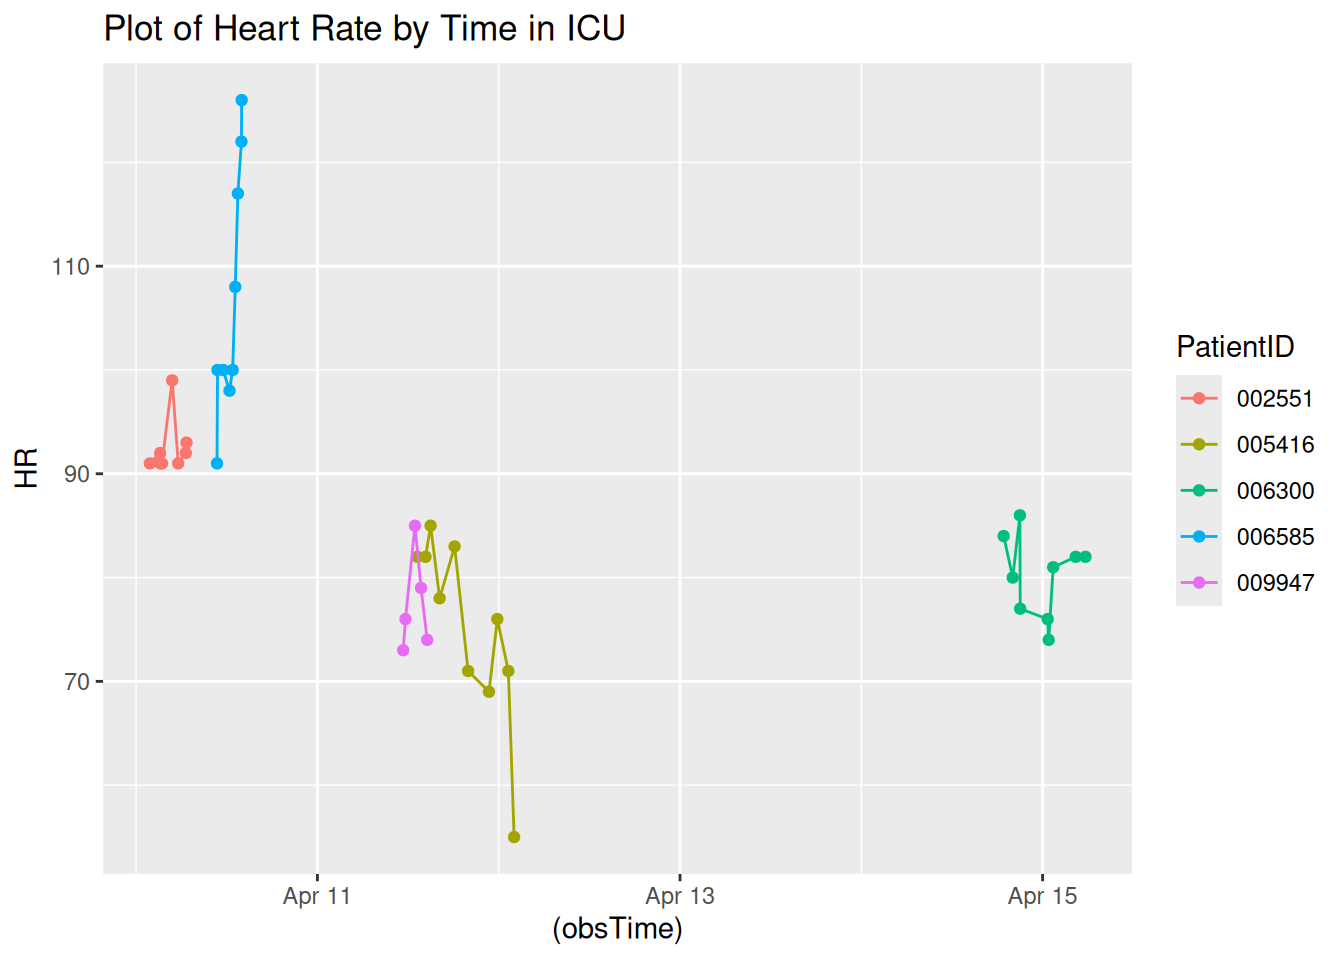 Plot of Heart Rate by Time in ICU
HR
110
90
70
Apr 11
Apr 13
Apr 15
(obsTime)
PatientID
002551
005416
006300
006585
009947